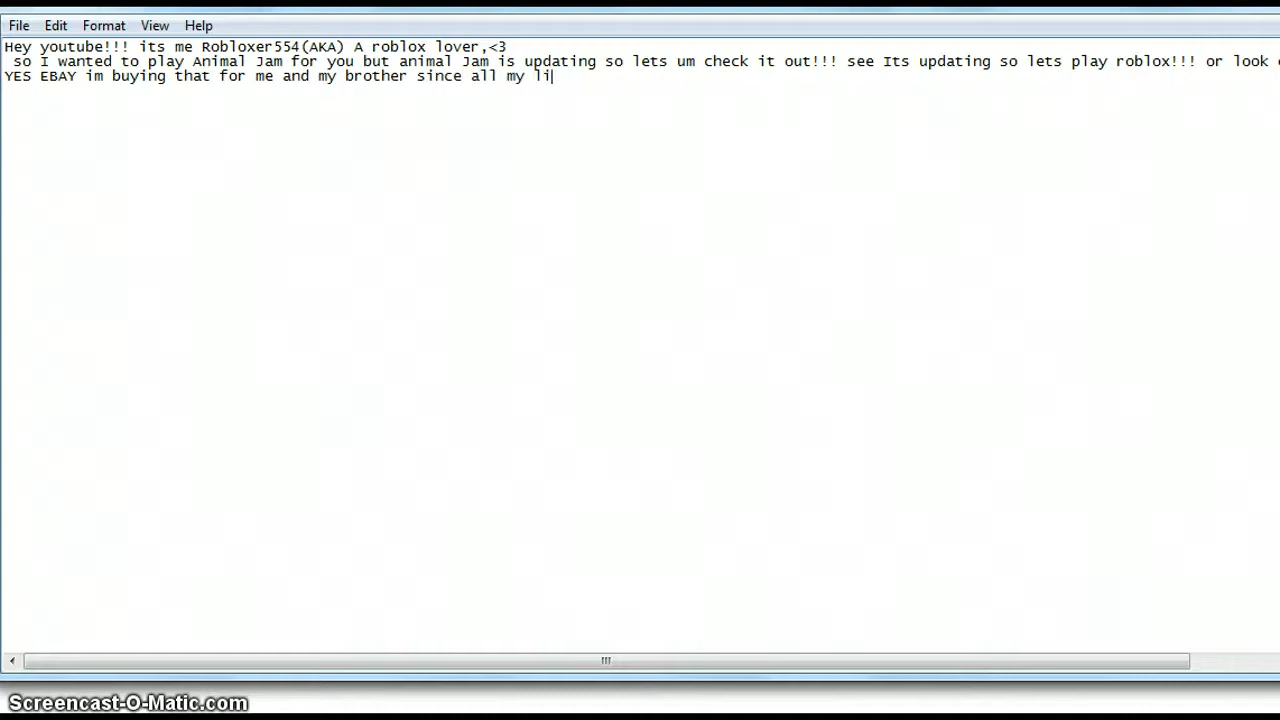 File Edit Format View Help
Hey youtube!!! its me Robloxer554(AKA) A roblox lover,<3
so I wanted to play Animal Jam for you but animal Jam is updating so lets um check it out!!! see Its updating so lets play roblox!!! or look
YES EBAY im buying that for me and my brother since all my li
Screencast-O-Matic.com